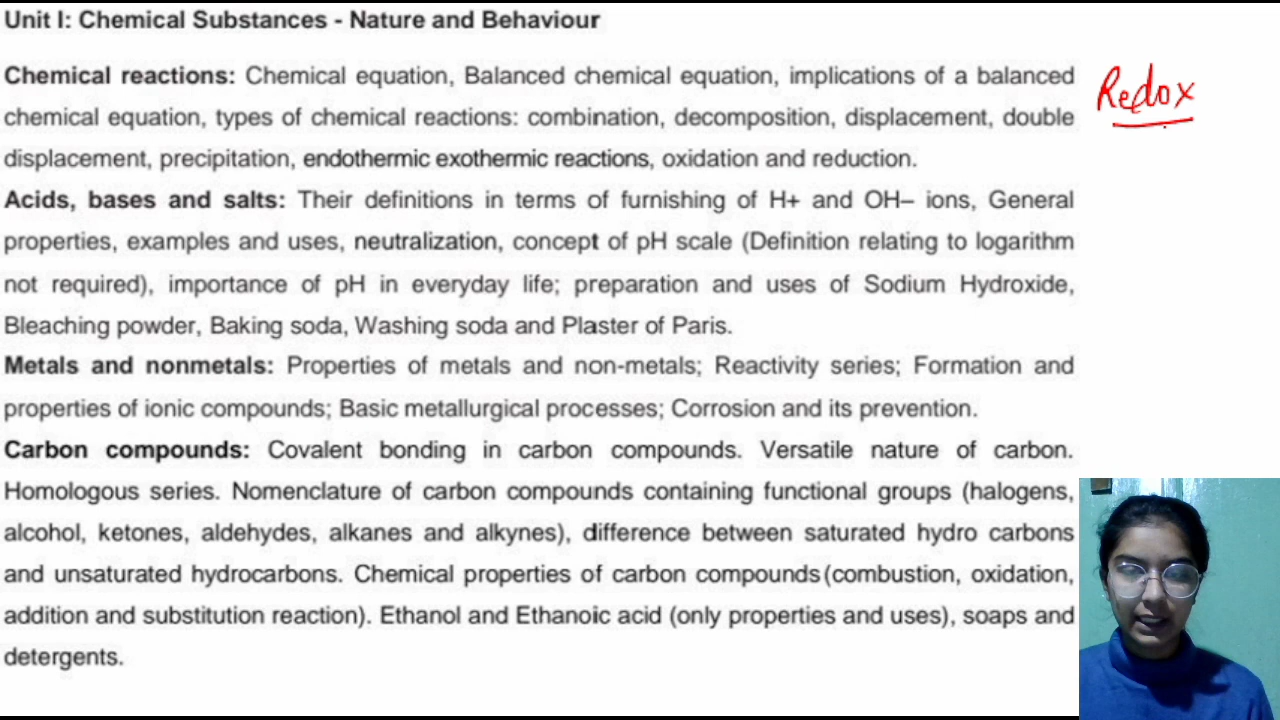 Unit I: Chemical Substances - Nature and Behaviour
Chemical reactions: Chemical equation, Balanced chemical equation, implications of a balanced
chemical equation, types of chemical reactions: combination, decomposition, displacement, double
displacement, precipitation, endothermic exothermic reactions, oxidation and reduction.
Redox
Acids, bases and salts: Their definitions in terms of furnishing of H+ and OH– ions, General
properties, examples and uses, neutralization, concept of pH scale (Definition relating to logarithm
not required), importance of pH in everyday life; preparation and uses of Sodium Hydroxide,
Bleaching powder, Baking soda, Washing soda and Plaster of Paris.
Metals and nonmetals: Properties of metals and non-metals; Reactivity series; Formation and
properties of ionic compounds; Basic metallurgical processes; Corrosion and its prevention.
Carbon compounds: Covalent bonding in carbon compounds. Versatile nature of carbon.
Homologous series. Nomenclature of carbon compounds containing functional groups (halogens,
alcohol, ketones, aldehydes, alkanes and alkynes), difference between saturated hydro carbons
and unsaturated hydrocarbons. Chemical properties of carbon compounds (combustion, oxidation,
addition and substitution reaction). Ethanol and Ethanoic acid (only properties and uses), soaps and
detergents.